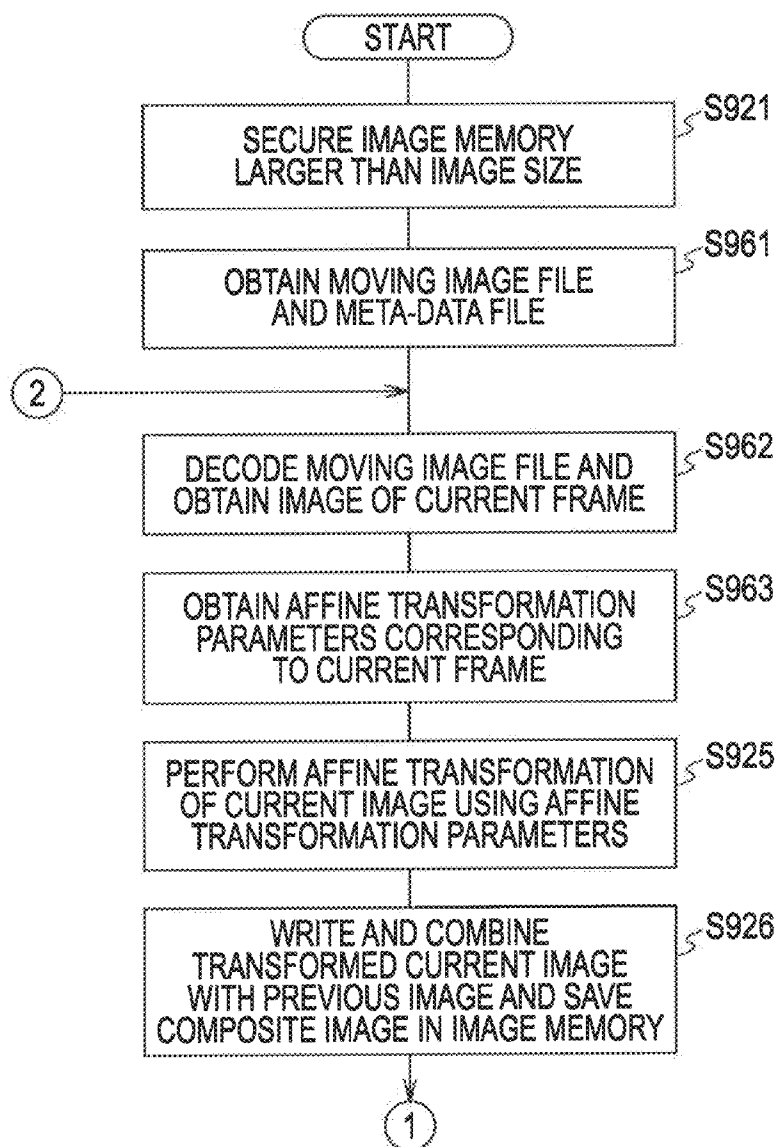 START
S921
SECURE IMAGE MEMORY
LARGER THAN IMAGE SIZE
S961
OBTAIN MOVING IMAGE FILE
AND META-DATA FILE
2
S962
DECODE MOVING IMAGE FILE AND
OBTAIN IMAGE OF CURRENT FRAME
S963
OBTAIN AFFINE TRANSFORMATION
PARAMETERS CORRESPONDING
TO CURRENT FRAME
S925
PERFORM AFFINE TRANSFORMATION
OF CURRENT IMAGE USING AFFINE
TRANSFORMATION PARAMETERS
S926
WRITE AND COMBINE
TRANSFORMED CURRENT IMAGE
WITH PREVIOUS IMAGE AND SAVE
COMPOSITE IMAGE IN IMAGE MEMORY
1